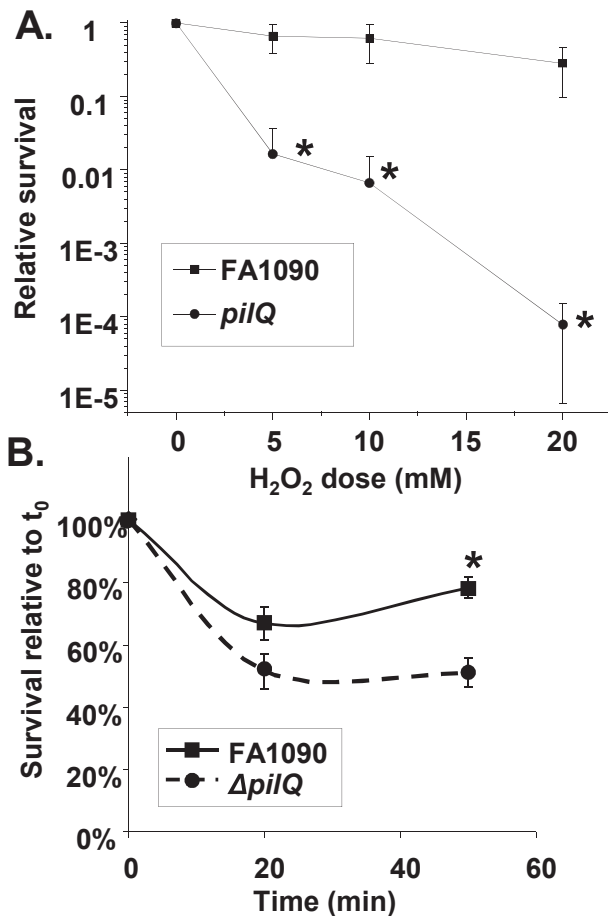 A.
1
0.1
0.01
1E-3
1E-4
1E-5
Relative survival
*
*
*
FA1090
pilQ
0
5
10
15
20
H₂O₂ dose (mM)
B.
100%
80%
60%
40%
20%
0%
Survival relative to t₀
*
FA1090
ΔpilQ
0
20
40
60
Time (min)